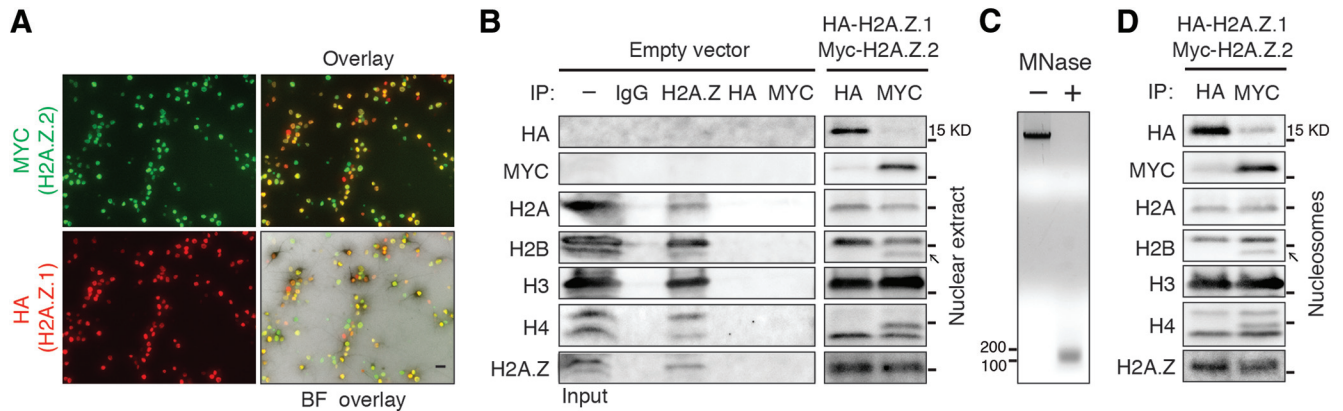 A
Overlay
MYC
(H2A.Z.2)
HA
(H2A.Z.1)
BF overlay
B
Empty vector
HA-H2A.Z.1
Myc-H2A.Z.2
IP: – IgG H2A.Z HA MYC HA MYC
HA
15 KD
MYC
H2A
H2B
H3
H4
H2A.Z
Input
Nuclear extract
C
MNase
– +
200
100
D
HA-H2A.Z.1
Myc-H2A.Z.2
IP: HA MYC
HA
15 KD
MYC
H2A
H2B
H3
H4
H2A.Z
Nucleosomes